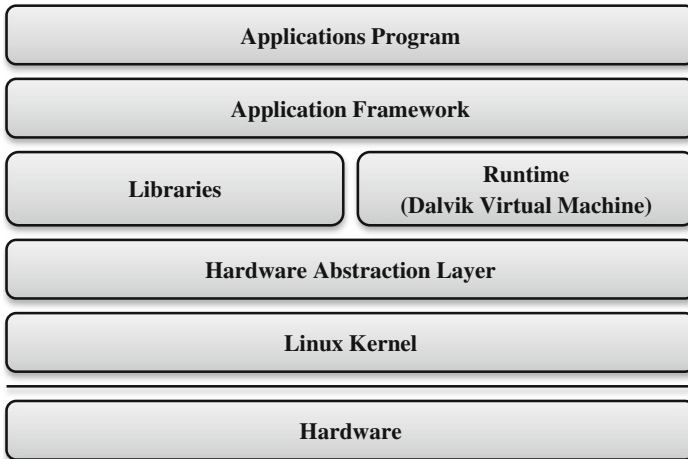 Applications Program
Application Framework
Libraries
Runtime
(Dalvik Virtual Machine)
Hardware Abstraction Layer
Linux Kernel
Hardware